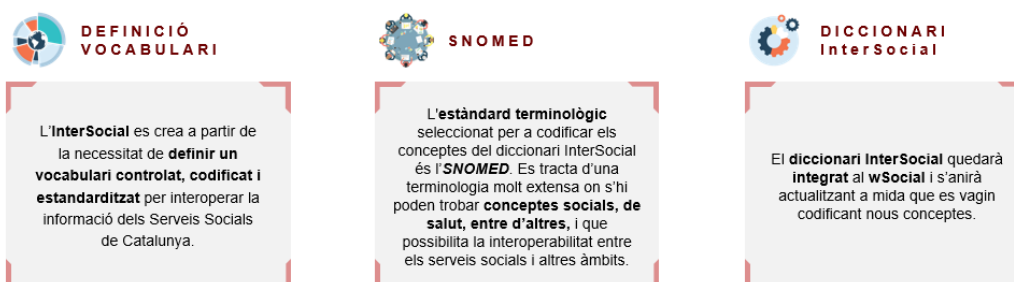 DEFINICIÓ
VOCABULARI
L'InterSocial es crea a partir de
la necessitat de definir un
vocabulari controlat, codificat i
estandarditzat per interoperar la
informació dels Serveis Socials
de Catalunya.
SNOMED
L'estàndard terminològic
seleccionat per a codificar els
conceptes del diccionari InterSocial
és l'SNOMED. Es tracta d'una
terminologia molt extensa on s'hi
poden trobar conceptes socials, de
salut, entre d'altres, i que
possibilita la interoperabilitat entre
els serveis socials i altres àmbits.
DICCIONARI
InterSocial
El diccionari InterSocial quedarà
integrat al wSocial i s'anirà
actualitzant a mida que es vagin
codificant nous conceptes.